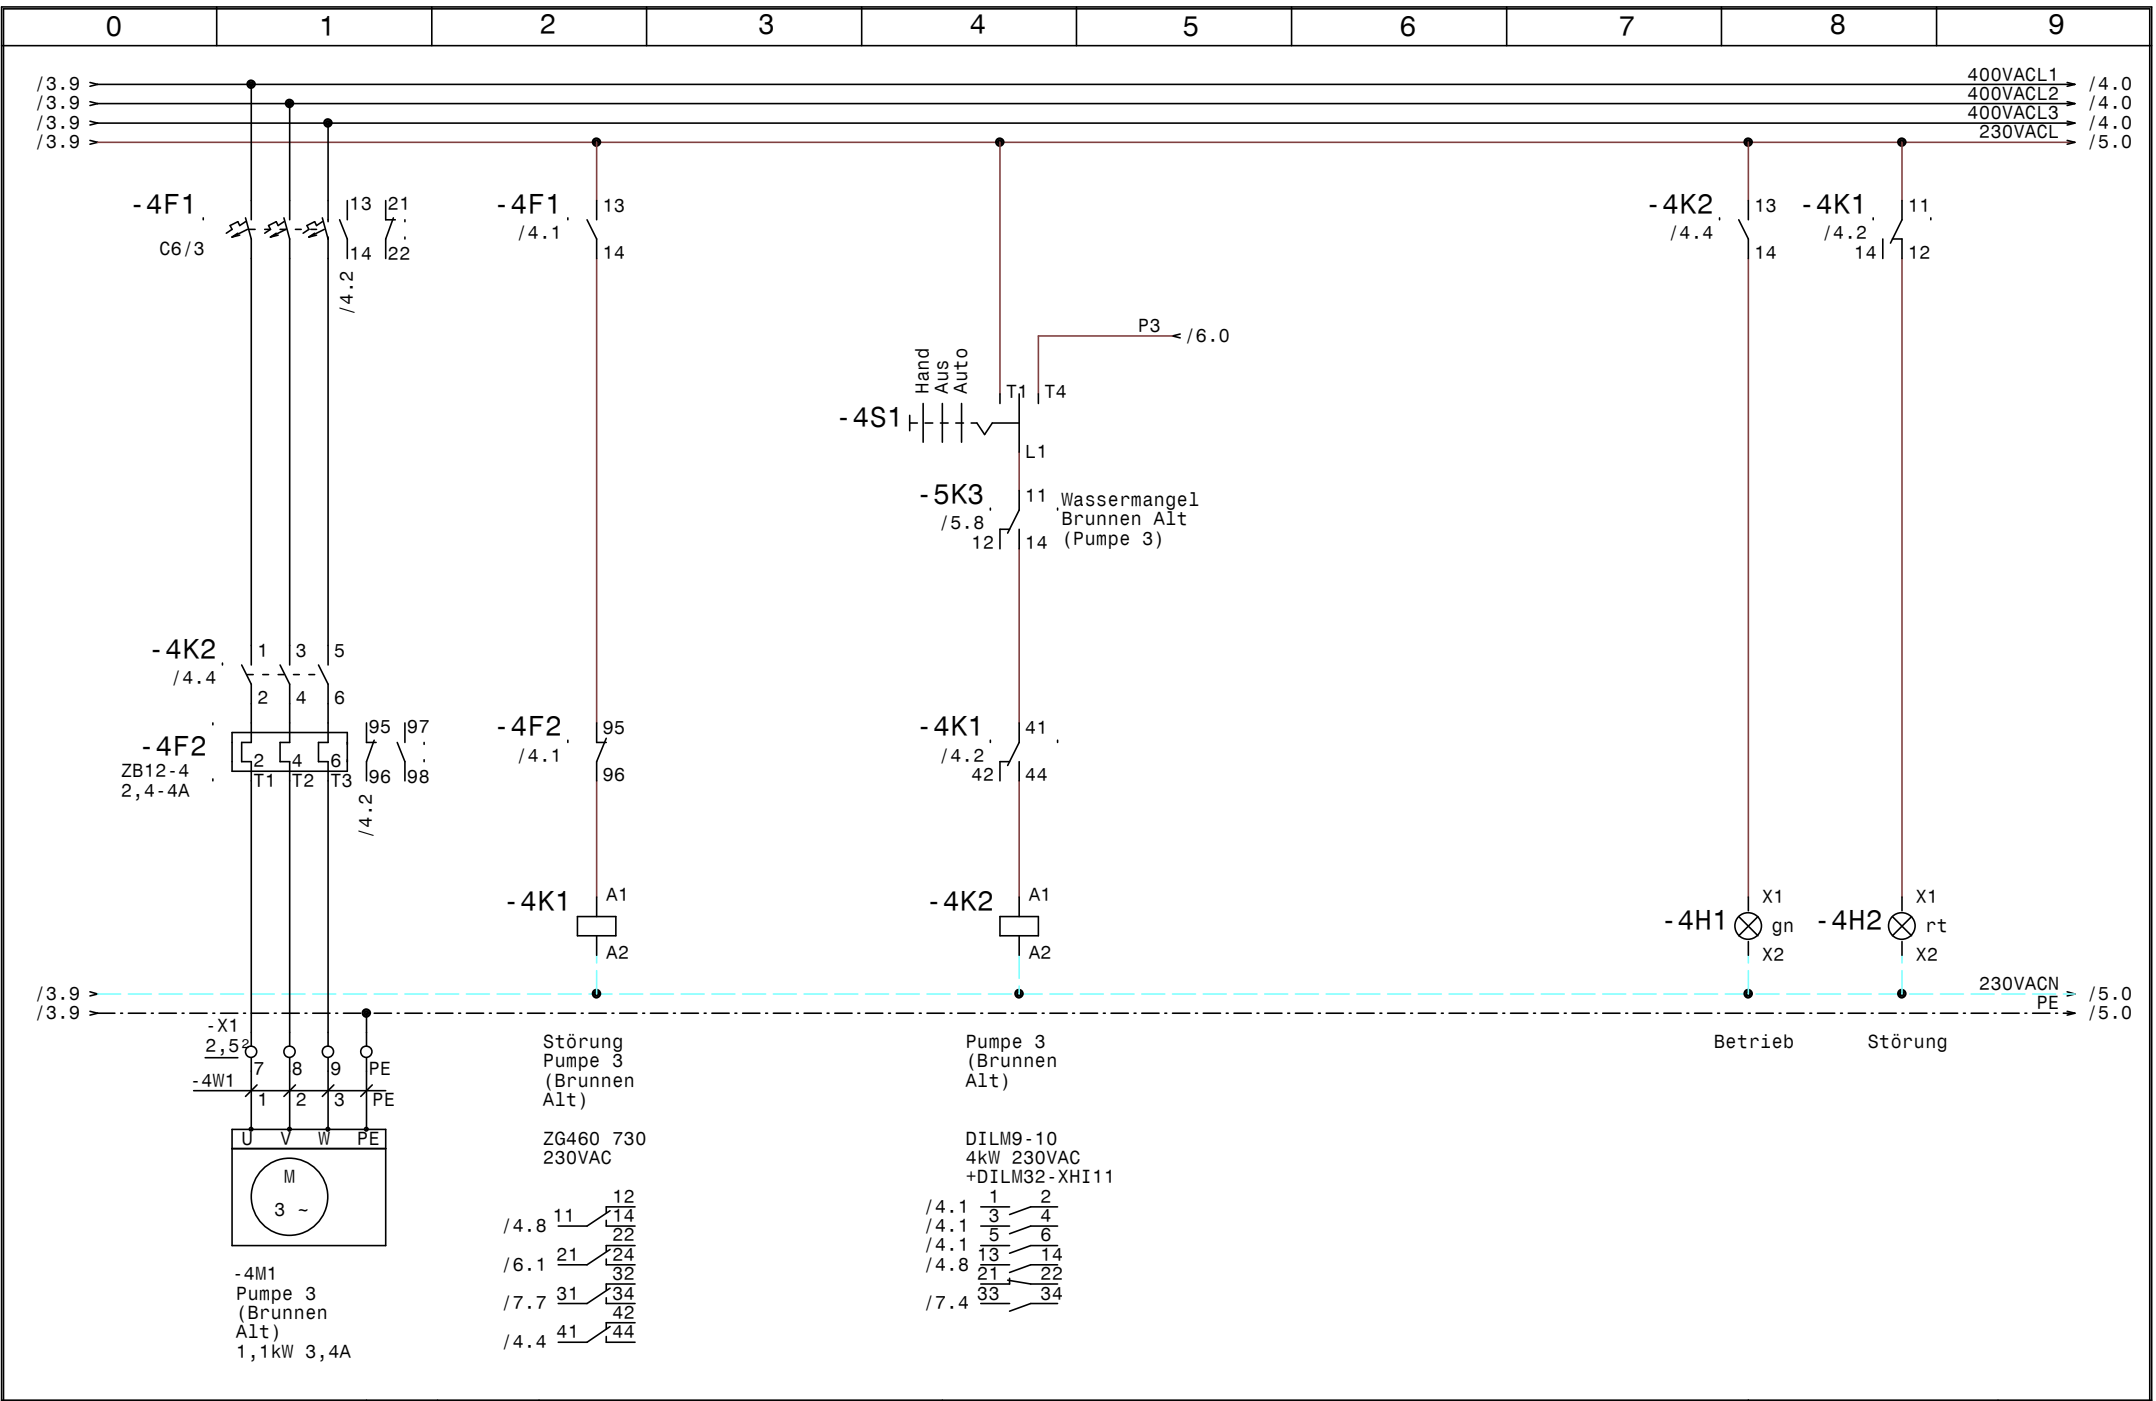 0 1 2 3 4 5 6 7 8 9
/3.9 400VACL1 /4.0
/3.9 400VACL2 /4.0
/3.9 400VACL3 /4.0
/3.9 230VACL /5.0
-4F1 13 21
C6/3 14 22
/4.2
-4F1 13
/4.1
14
-4K2 13
/4.4
14
-4K1 11
/4.2
14 12
P3 /6.0
Hand
Aus
Auto
T1 T4
-4S1
L1
-5K3 11
/5.8
12 14
Wassermangel
Brunnen Alt
(Pumpe 3)
-4K2 1 3 5
/4.4
2 4 6
-4F2 2 4 6 95 97
ZB12-4
2,4-4A
T1 T2 T3 96 98
/4.2
-4F2 95
/4.1
96
-4K1 41
/4.2
42 44
-4K1 A1
A2
-4K2 A1
A2
-4H1 X1
gn
X2
-4H2 X1
rt
X2
/3.9 230VACN /5.0
/3.9 PE /5.0
-X1
2,5²
7 8 9 PE
-4W1
1 2 3 PE
U V W PE
M
3 ~
-4M1
Pumpe 3
(Brunnen
Alt)
1,1kW 3,4A
Störung
Pumpe 3
(Brunnen
Alt)
ZG460 730
230VAC
12
/4.8 11 14
22
/6.1 21 24
32
/7.7 31 34
42
/4.4 41 44
Pumpe 3
(Brunnen
Alt)
DILM9-10
4kW 230VAC
+DILM32-XHI11
/4.1 1 2
/4.1 3 4
/4.1 5 6
/4.8 13 14
21 22
/7.4 33 34
Betrieb
Störung